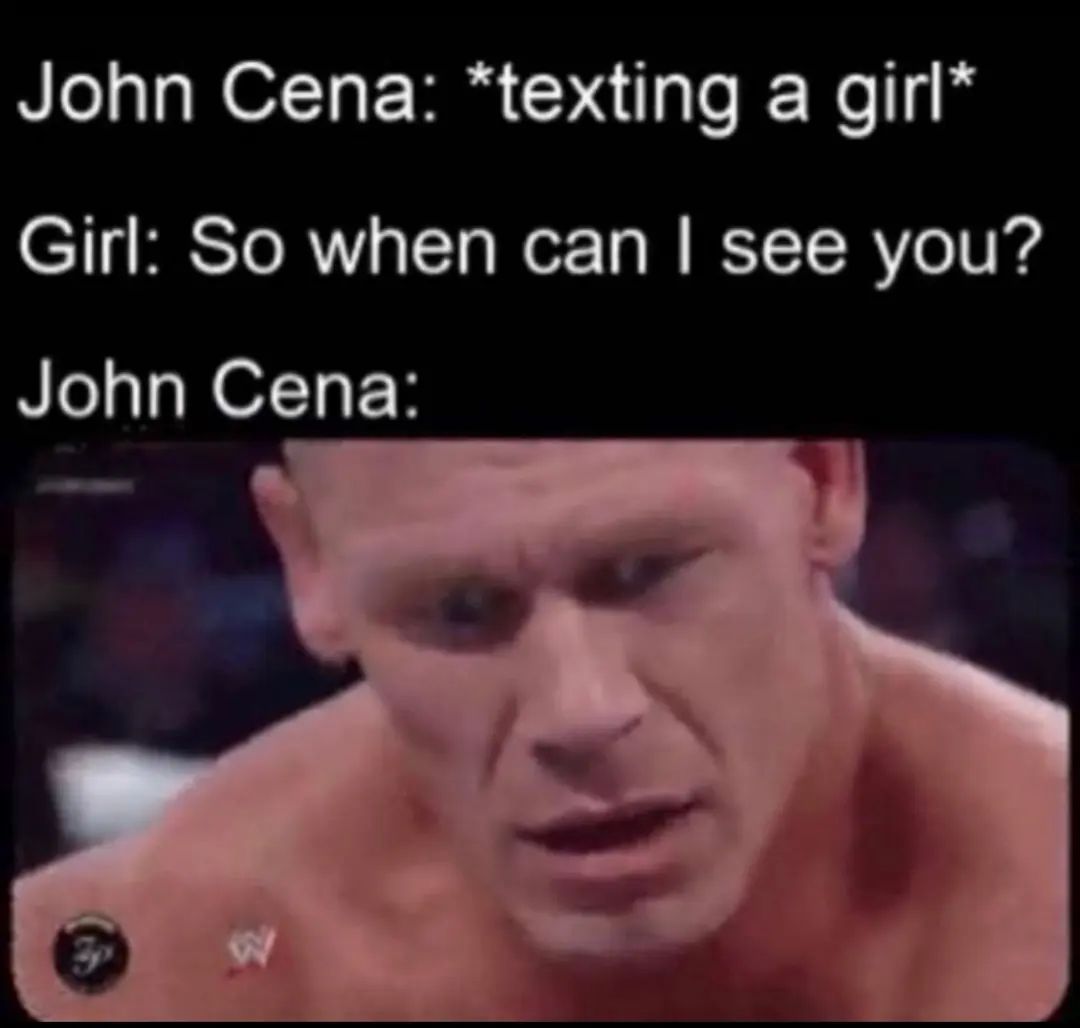 John Cena: *texting a girl*
Girl: So when can I see you?
John Cena:
W